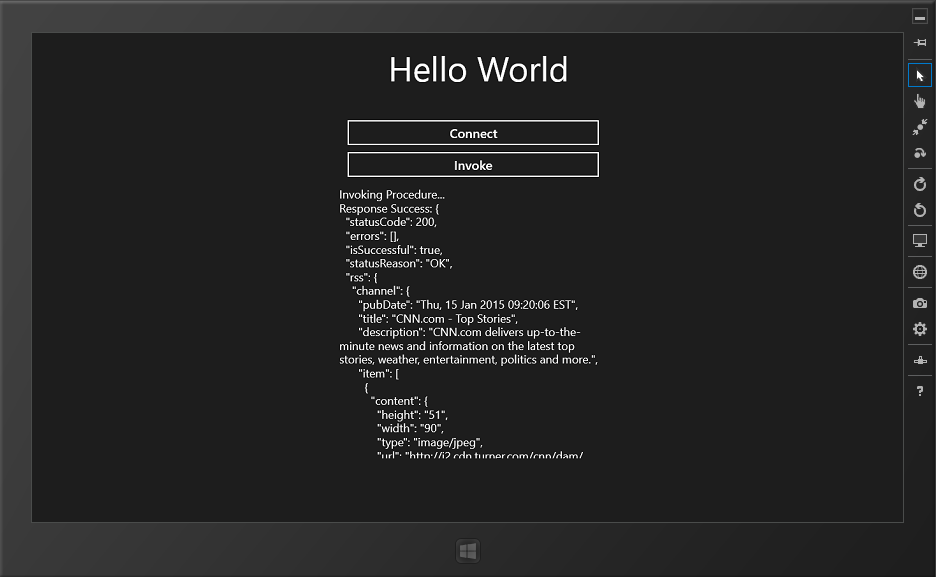 Hello World
Connect
Invoke
Invoking Procedure...
Response Success: {
"statusCode": 200,
"errors": [],
"isSuccessful": true,
"statusReason": "OK",
"rss": {
"channel": {
"pubDate": "Thu, 15 Jan 2015 09:20:06 EST",
"title": "CNN.com - Top Stories",
"description": "CNN.com delivers up-to-the-
minute news and information on the latest top
stories, weather, entertainment, politics and more.",
"item": [
{
"content": {
"height": "51",
"width": "90",
"type": "image/jpeg",
"url": "http://i2.cdn.turner.com/cnn/dam/
?